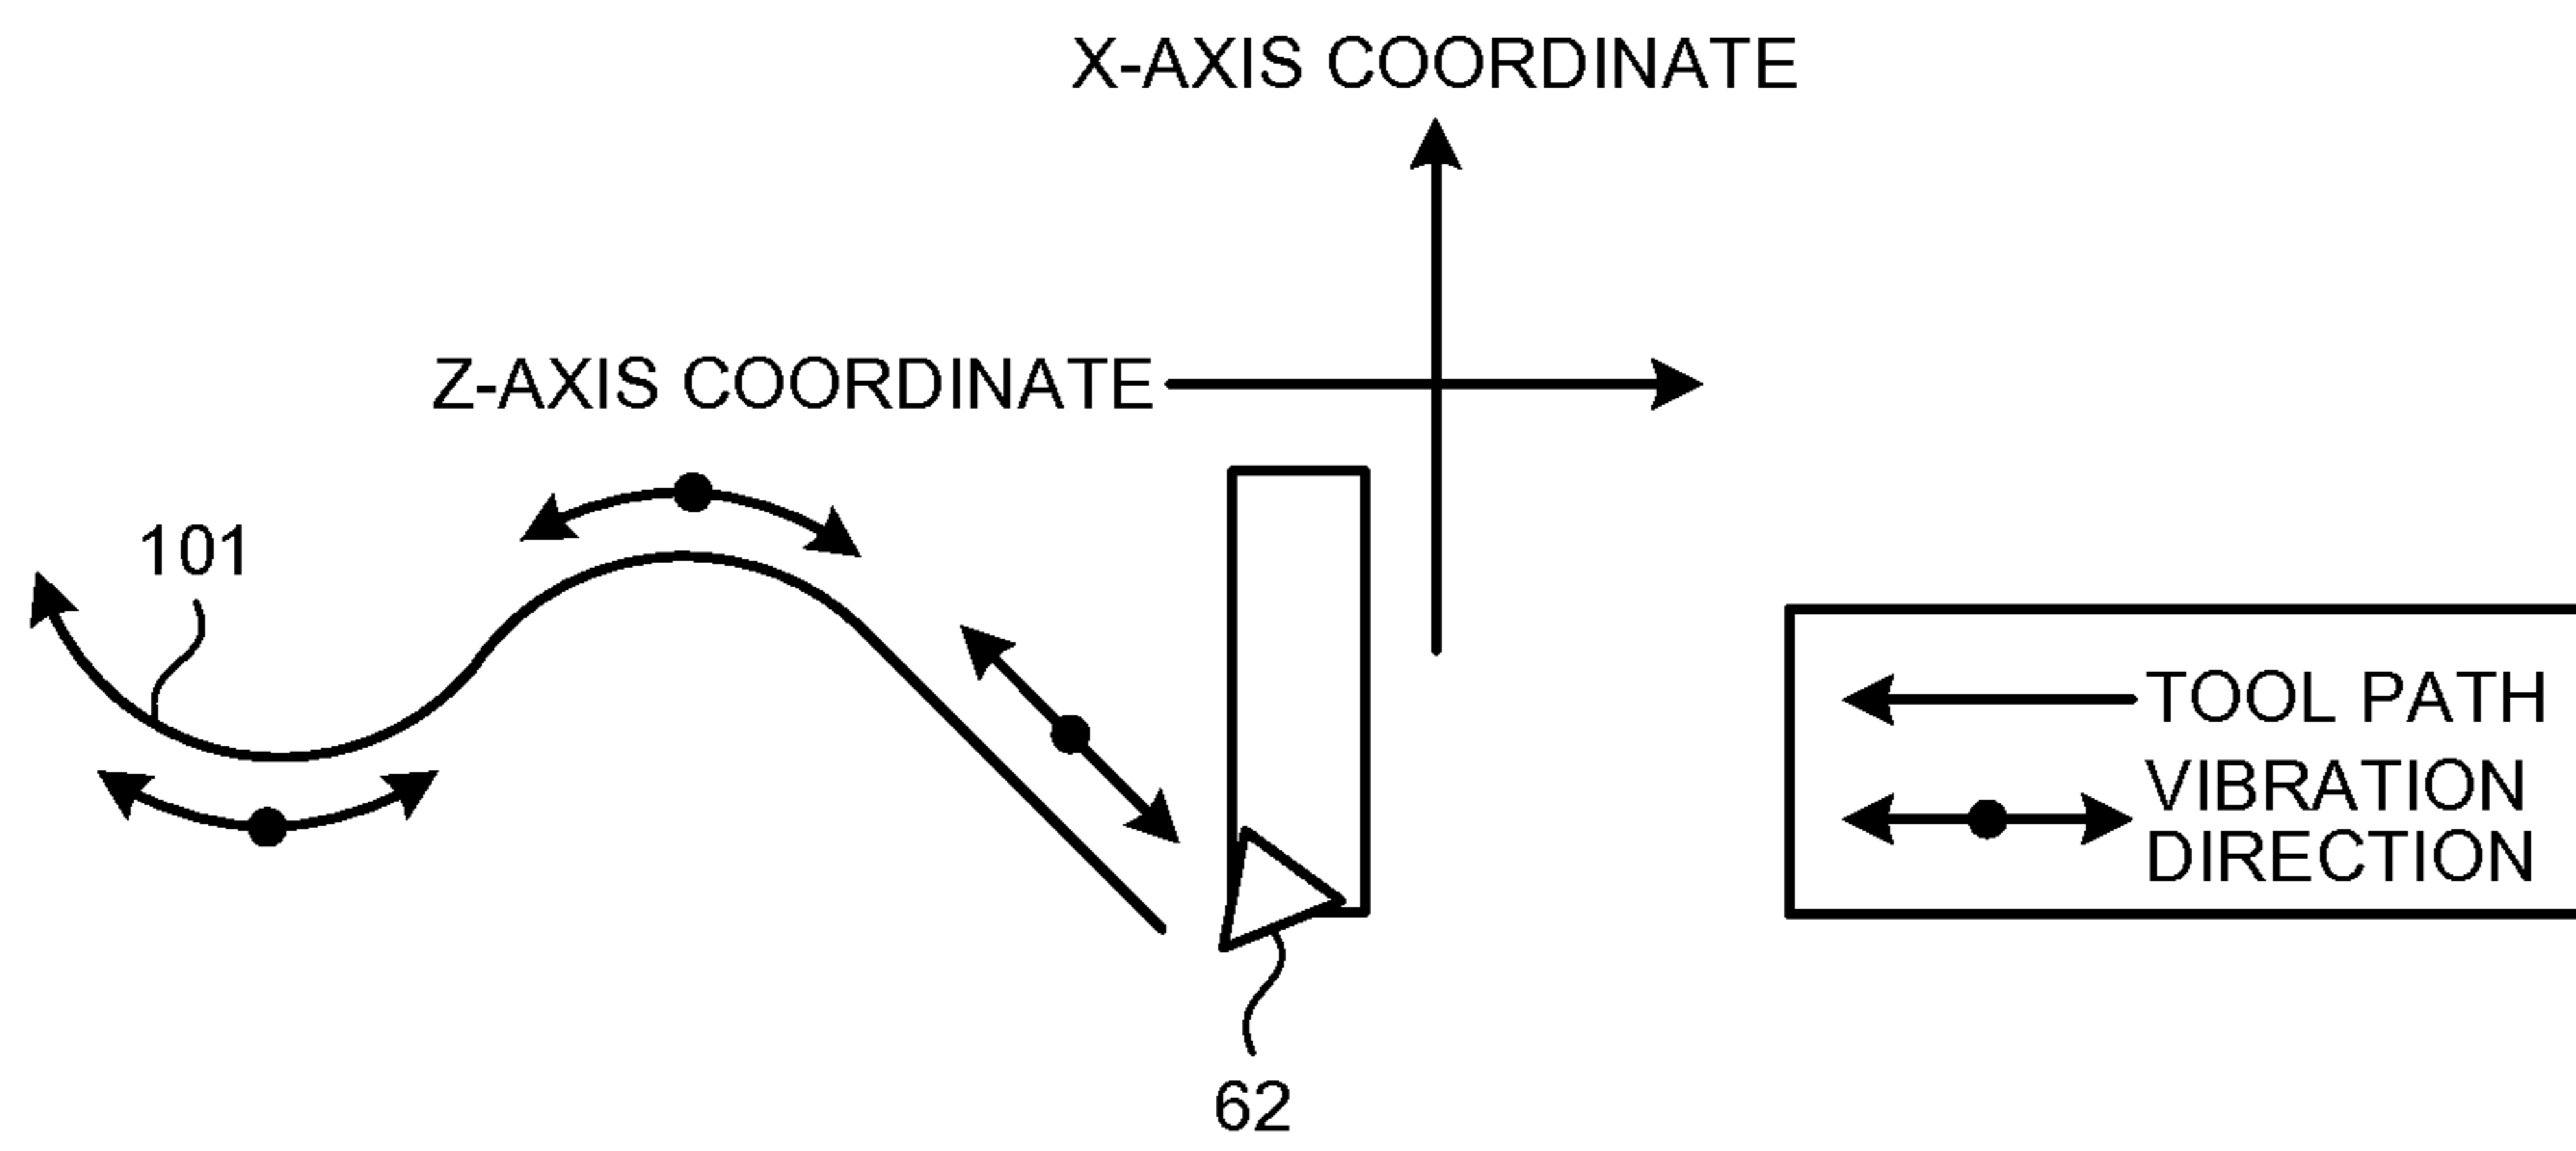 X-AXIS COORDINATE
Z-AXIS COORDINATE
101
TOOL PATH
VIBRATION
DIRECTION
62